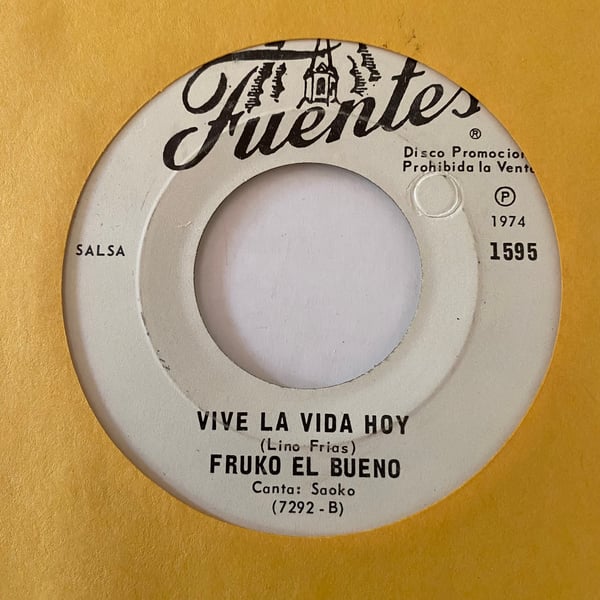 Fuentes
®
Disco Promocion
Prohibida la Venta
Ⓟ
1974
SALSA
1595
VIVE LA VIDA HOY
(Lino Frias)
FRUKO EL BUENO
Canta: Saoko
(7292-B)